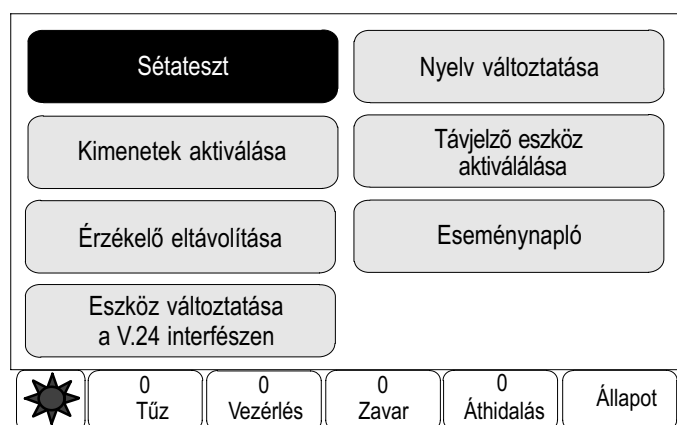 Sétateszt
Nyelv változtatása
Kimenetek aktiválása
Távjelzõ eszköz
aktiválálása
Érzékelő eltávolítása
Eseménynapló
Eszköz változtatása
a V.24 interfészen
0
Tűz
0
Vezérlés
0
Zavar
0
Áthidalás
Állapot